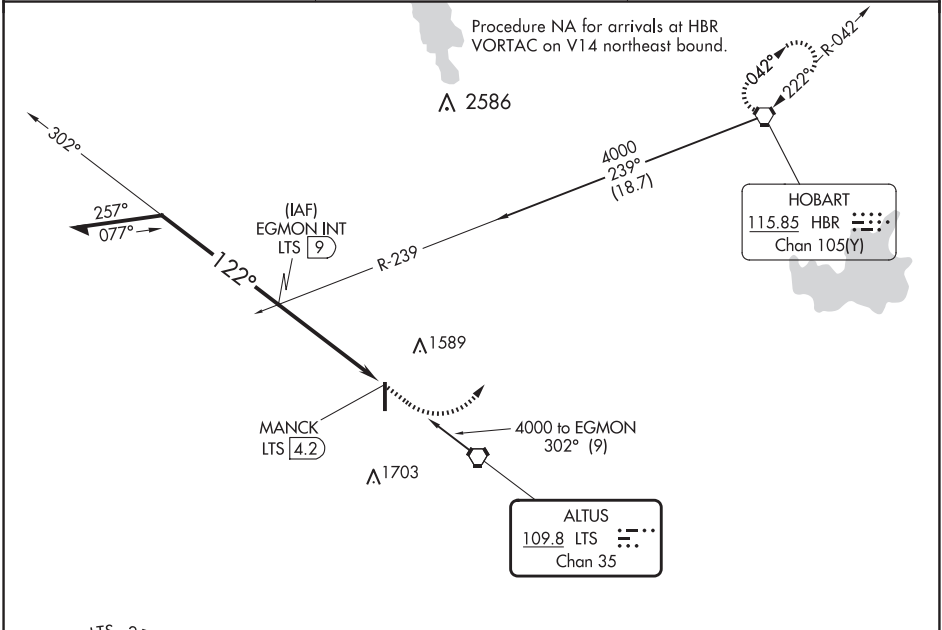 Procedure NA for arrivals at HBR
VORTAC on V14 northeast bound.
R-042
042°
222°
2586
302°
4000
239°
(18.7)
HOBART
115.85 HBR
Chan 105(Y)
257°
077°
(IAF)
EGMON INT
LTS 9
R-239
122°
1589
MANCK
LTS 4.2
4000 to EGMON
302° (9)
1703
ALTUS
109.8 LTS
Chan 35